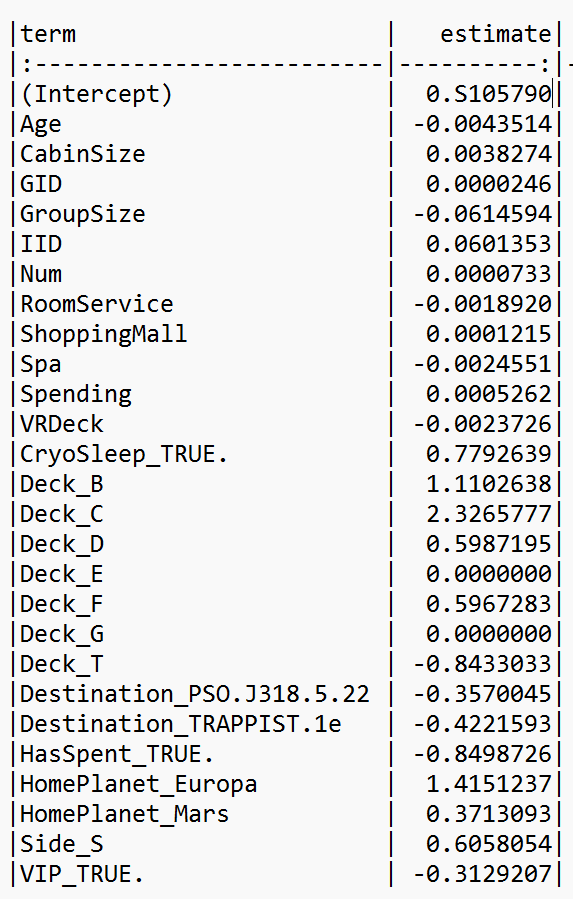 |term                     |   estimate|
|:------------------------|----------:|-
|(Intercept)              |  0.S105790|
|Age                      | -0.0043514|
|CabinSize                |  0.0038274|
|GID                      |  0.0000246|
|GroupSize                | -0.0614594|
|IID                      |  0.0601353|
|Num                      |  0.0000733|
|RoomService              | -0.0018920|
|ShoppingMall             |  0.0001215|
|Spa                      | -0.0024551|
|Spending                 |  0.0005262|
|VRDeck                   | -0.0023726|
|CryoSleep_TRUE.          |  0.7792639|
|Deck_B                   |  1.1102638|
|Deck_C                   |  2.3265777|
|Deck_D                   |  0.5987195|
|Deck_E                   |  0.0000000|
|Deck_F                   |  0.5967283|
|Deck_G                   |  0.0000000|
|Deck_T                   | -0.8433033|
|Destination_PSO.J318.5.22 | -0.3570045|
|Destination_TRAPPIST.1e  | -0.4221593|
|HasSpent_TRUE.           | -0.8498726|
|HomePlanet_Europa        |  1.4151237|
|HomePlanet_Mars          |  0.3713093|
|Side_S                   |  0.6058054|
|VIP_TRUE.                | -0.3129207|